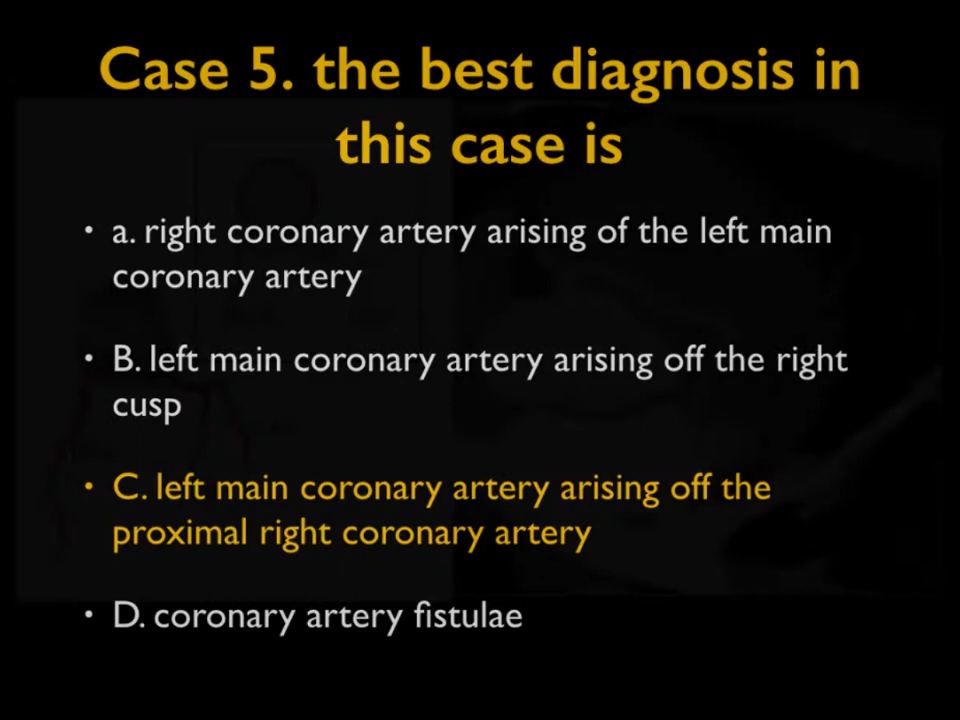 Case 5. the best diagnosis in
this case is
• a. right coronary artery arising of the left main
coronary artery
• B. left main coronary artery arising off the right
cusp
• C. left main coronary artery arising off the
proximal right coronary artery
• D. coronary artery fistulae